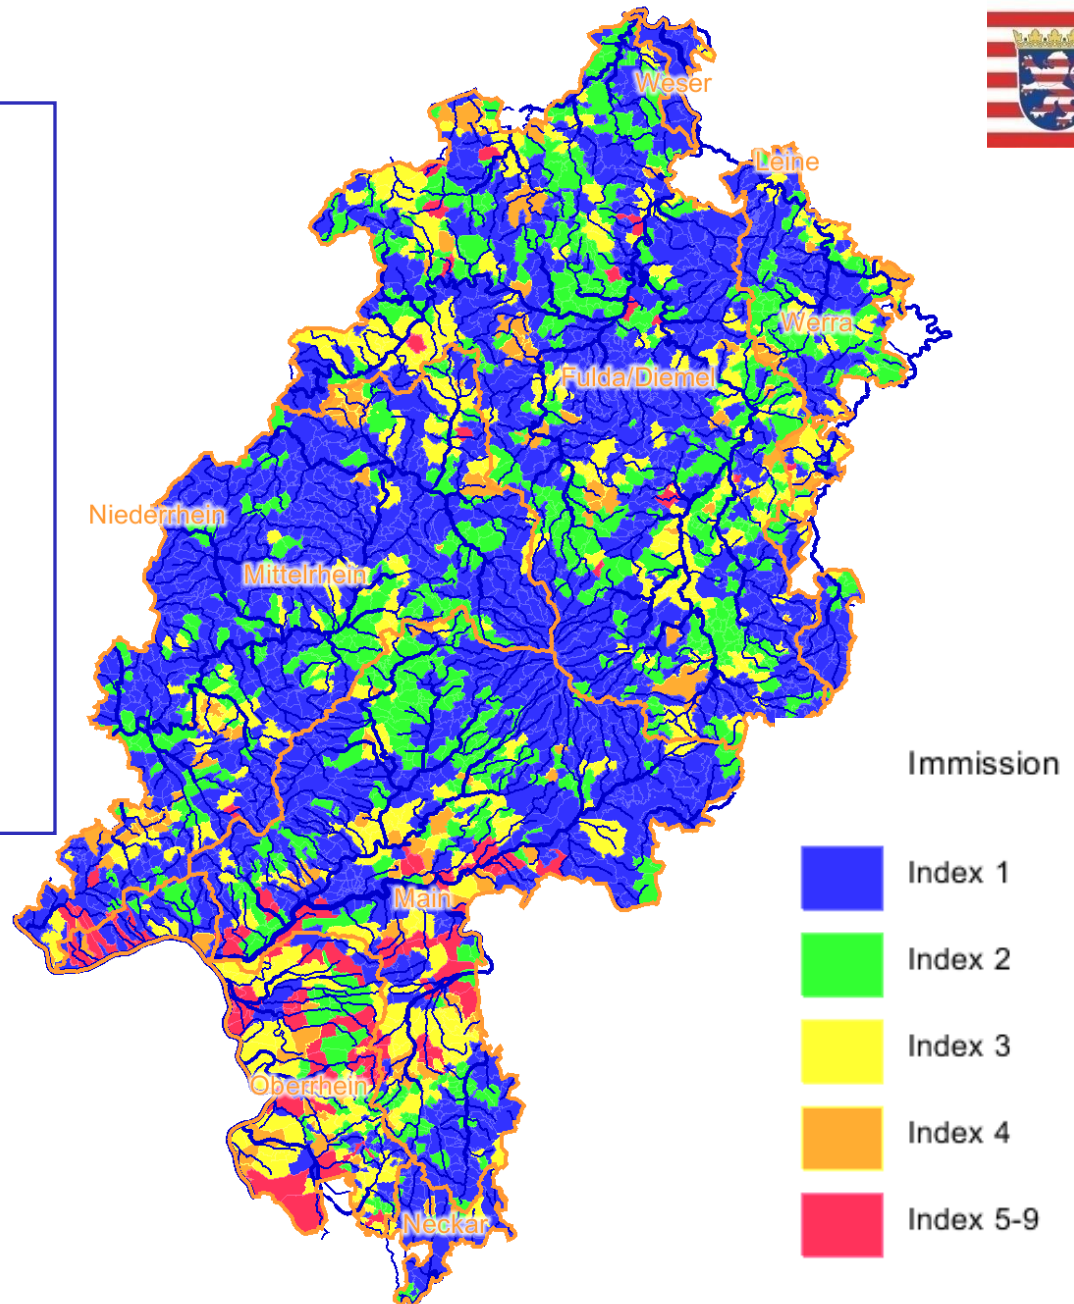 Weser
Leine
Werra
Fulda/Diemel
Niederrhein
Mittelrhein
Immission
Index 1
Main
Index 2
Index 3
Oberrhein
Index 4
Index 5-9
Neckar